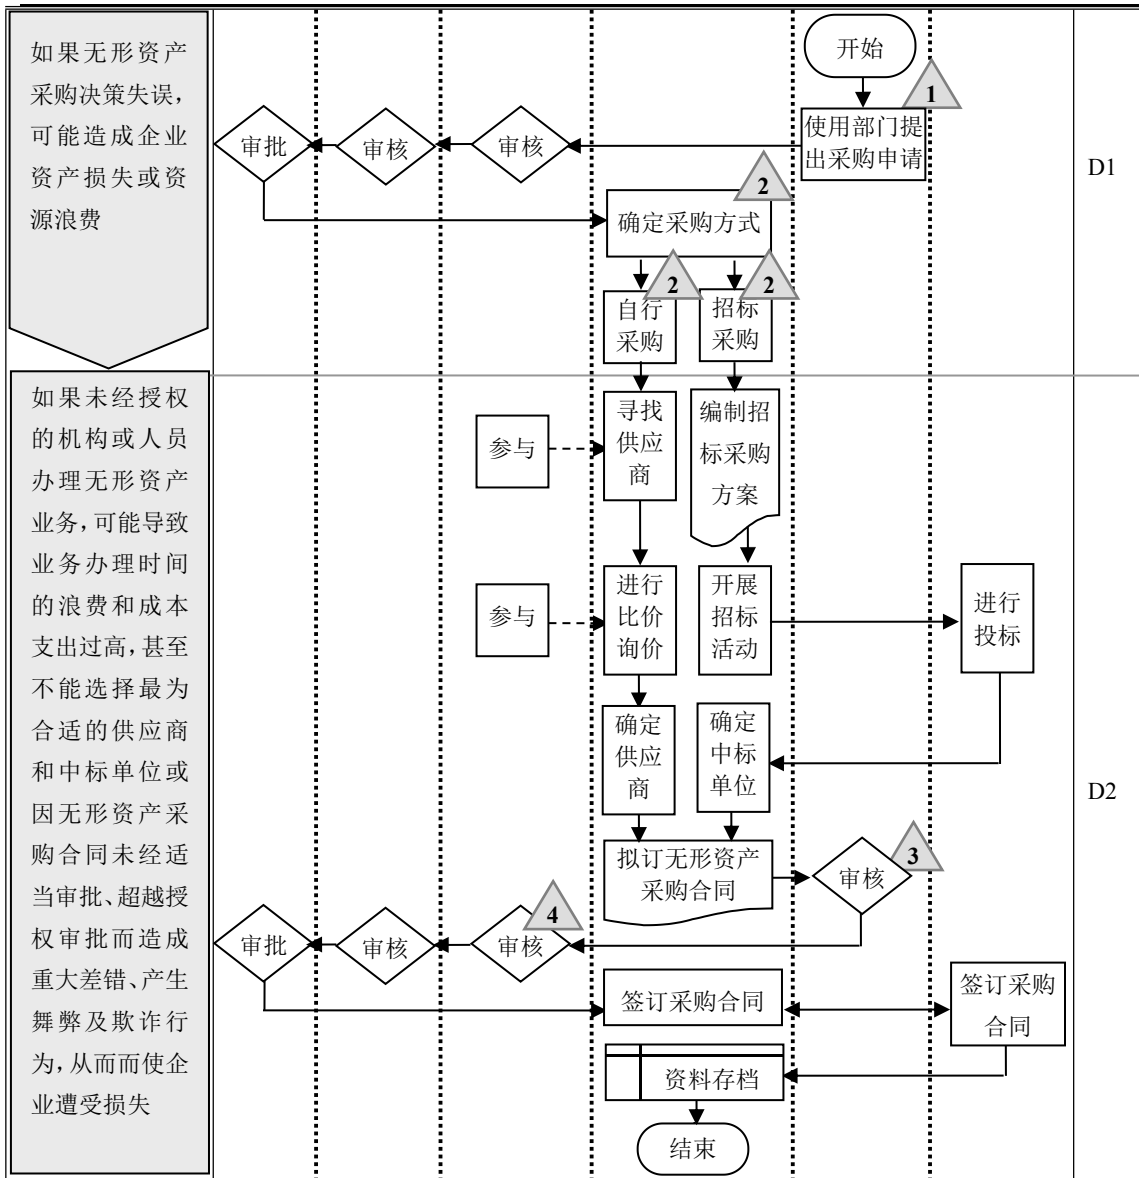 如果无形资产
采购决策失误，
可能造成企业
资产损失或资
源浪费
开始
1
使用部门提
出采购申请
审核
审核
审批
D1
2
确定采购方式
2
自行
采购
2
招标
采购
如果未经授权
的机构或人员
办理无形资产
业务，可能导致
业务办理时间
的浪费和成本
支出过高，甚至
不能选择最为
合适的供应商
和中标单位或
因无形资产采
购合同未经适
当审批、超越授
权审批而造成
重大差错、产生
舞弊及欺诈行
为，从而而使企
业遭受损失
参与
寻找
供应
商
编制招
标采购
方案
参与
进行
比价
询价
开展
招标
活动
进行
投标
确定
供应
商
确定
中标
单位
D2
拟订无形资产
采购合同
3
审核
4
审核
审核
审批
签订采购合同
签订采购
合同
资料存档
结束